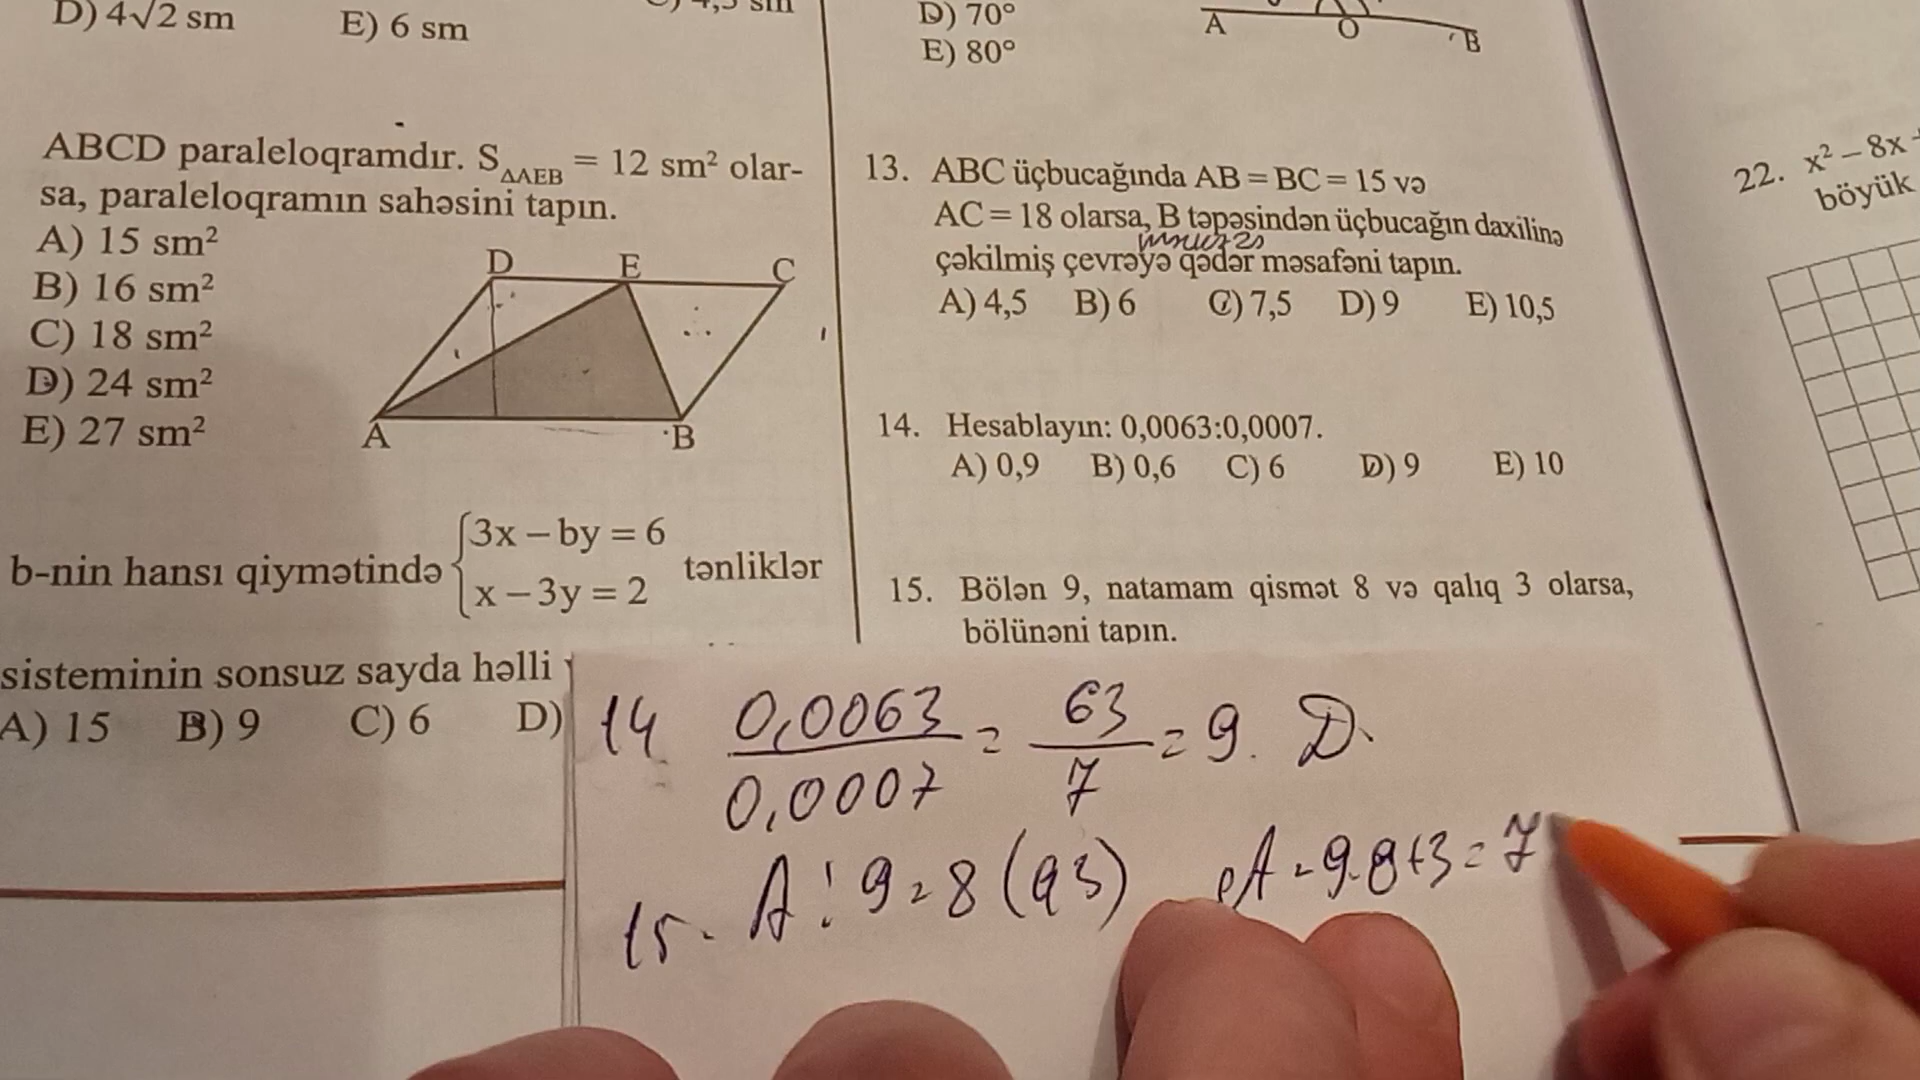 D) 4√2 sm E) 6 sm
ABCD paraleloqramdır. S△AEB = 12 sm² olar-
sa, paraleloqramın sahəsini tapın.
A) 15 sm²
B) 16 sm²
C) 18 sm²
D) 24 sm²
E) 27 sm²
D E C
A B
b-nin hansı qiymətində {3x – by = 6
x – 3y = 2 tənliklər
sisteminin sonsuz sayda həlli
A) 15 B) 9 C) 6 D)
D) 70°
E) 80°
A O B
13. ABC üçbucağında AB = BC = 15 və
AC = 18 olarsa, B təpəsindən üçbucağın daxilinə
çəkilmiş çevrəyə qədər məsafəni tapın.
A) 4,5 B) 6 C) 7,5 D) 9 E) 10,5
14. Hesablayın: 0,0063:0,0007.
A) 0,9 B) 0,6 C) 6 D) 9 E) 10
15. Bölən 9, natamam qismət 8 və qalıq 3 olarsa,
bölünəni tapın.
14 0,0063/0,0007 = 63/7 = 9. D.
15. A : 9 = 8 (q 3) A = 9·8+3 = 7
22. x² – 8x
böyük